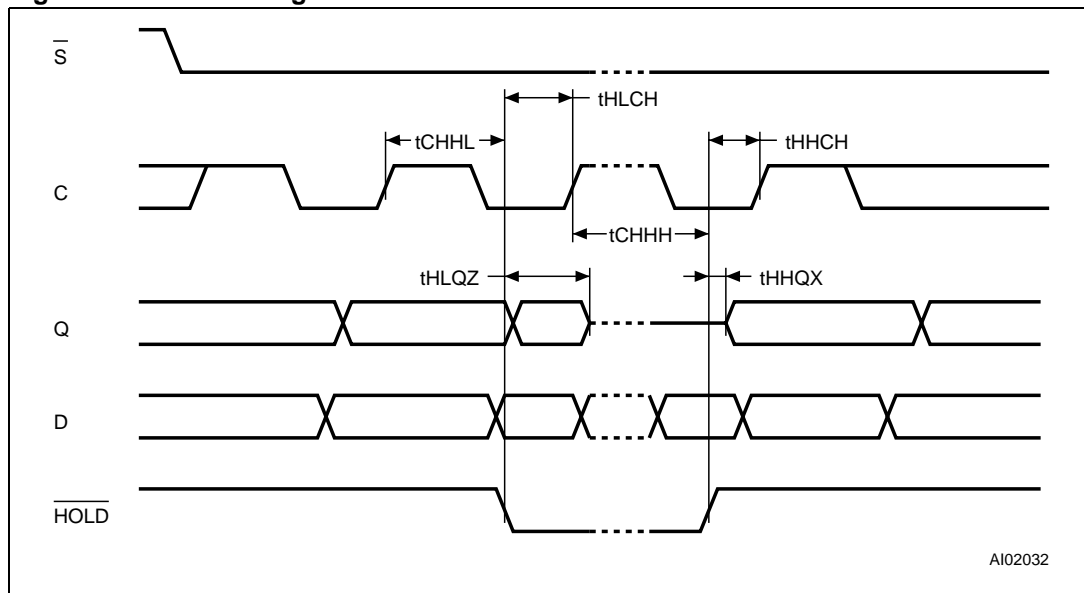 S
tHLCH
tCHHL
tHHCH
C
tCHHH
tHLQZ
tHHQX
Q
D
HOLD
AI02032